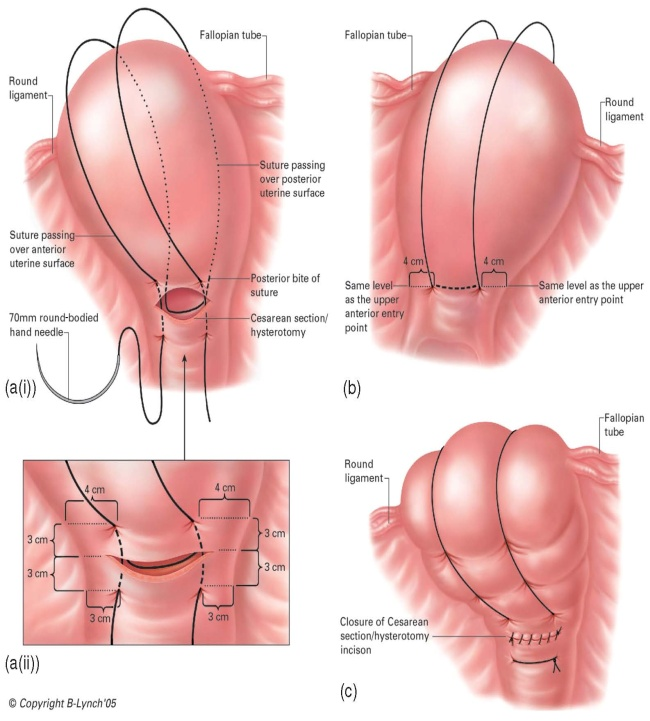 Fallopian tube
Round
ligament
Suture passing
over posterior
uterine surface
Suture passing
over anterior
uterine surface
Posterior bite of
suture
70mm round-bodied
hand needle
Cesarean section/
hysterotomy
(a(i))
Fallopian tube
Round
ligament
4 cm
4 cm
Same level
as the upper
anterior entry
point
Same level as the upper
anterior entry point
(b)
4 cm
4 cm
3 cm
3 cm
3 cm
3 cm
3 cm
3 cm
(a(ii))
Fallopian
tube
Round
ligament
Closure of Cesarean
section/hysterotomy
incison
(c)
© Copyright B-Lynch'05